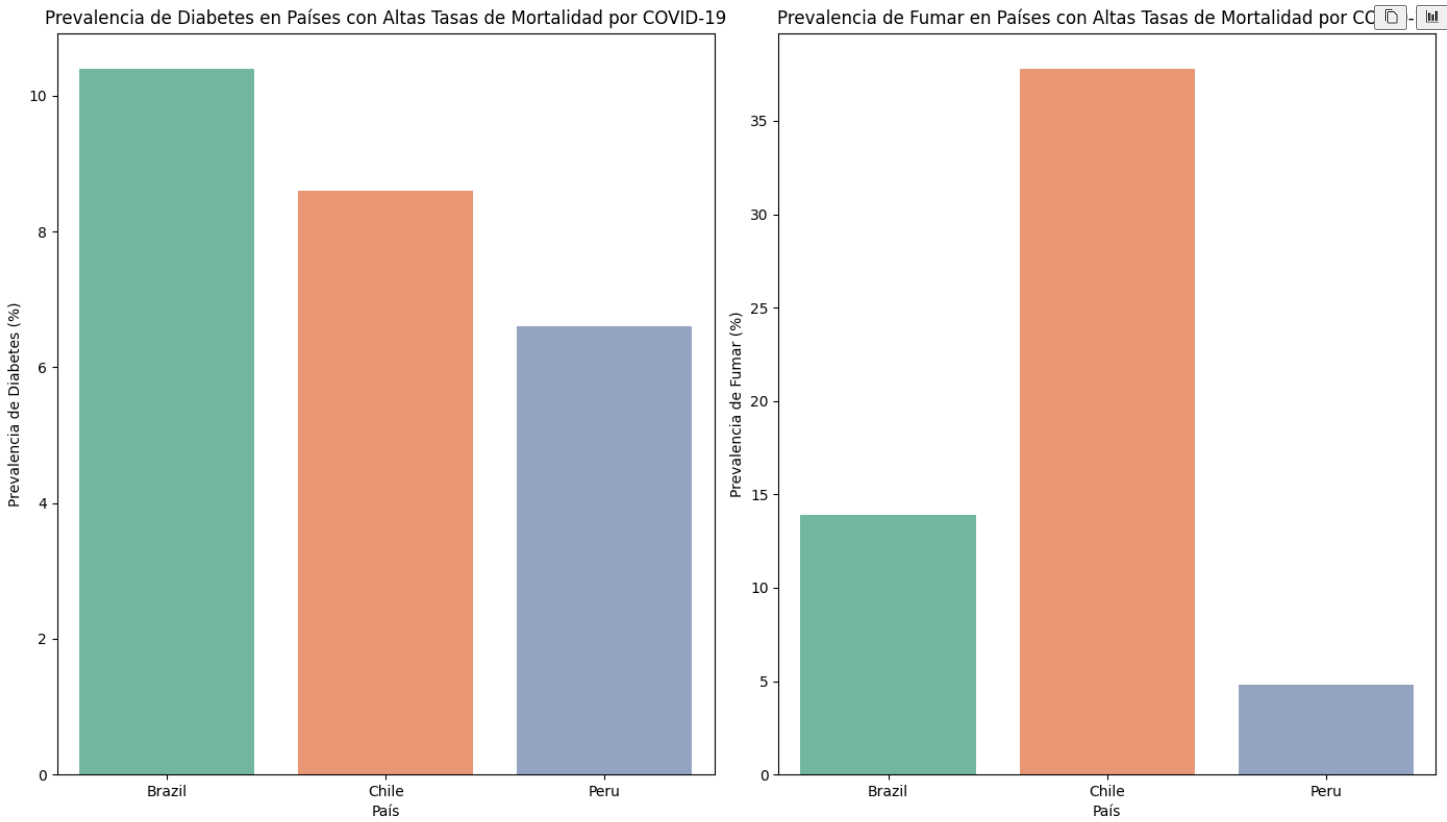 Prevalencia de Diabetes en Países con Altas Tasas de Mortalidad por COVID-19
Prevalencia de Diabetes (%)
10
8
6
4
2
0
Brazil Chile Peru
País
Prevalencia de Fumar en Países con Altas Tasas de Mortalidad por
Prevalencia de Fumar (%)
35
30
25
20
15
10
5
0
Brazil Chile Peru
País